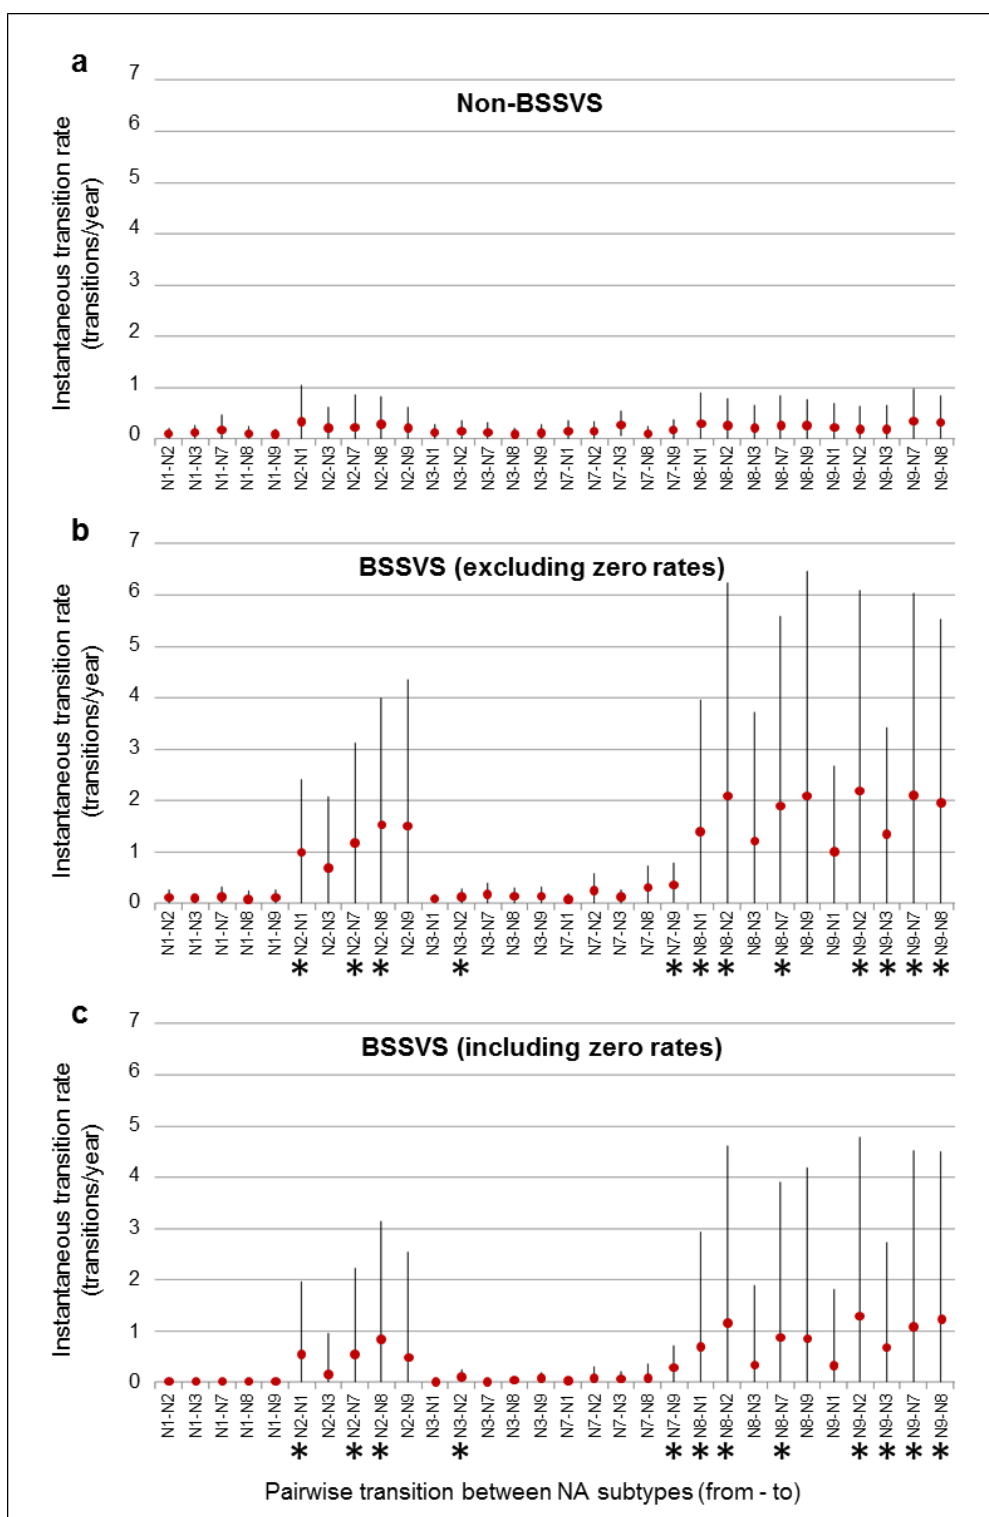 a
Non-BSSVS
Instantaneous transition rate
(transitions/year)
7
6
5
4
3
2
1
0
N1-N2
N1-N3
N1-N7
N1-N8
N1-N9
N2-N1
N2-N3
N2-N7
N2-N8
N2-N9
N3-N1
N3-N2
N3-N7
N3-N8
N3-N9
N7-N1
N7-N2
N7-N3
N7-N8
N7-N9
N8-N1
N8-N2
N8-N3
N8-N7
N8-N9
N9-N1
N9-N2
N9-N3
N9-N7
N9-N8
b
BSSVS (excluding zero rates)
Instantaneous transition rate
(transitions/year)
7
6
5
4
3
2
1
0
N1-N2
N1-N3
N1-N7
N1-N8
N1-N9
* N2-N1
N2-N3
* N2-N7
* N2-N8
N2-N9
N3-N1
* N3-N2
N3-N7
N3-N8
N3-N9
N7-N1
N7-N2
N7-N3
N7-N8
* N7-N9
* N8-N1
* N8-N2
N8-N3
* N8-N7
N8-N9
N9-N1
* N9-N2
* N9-N3
* N9-N7
* N9-N8
c
BSSVS (including zero rates)
Instantaneous transition rate
(transitions/year)
7
6
5
4
3
2
1
0
N1-N2
N1-N3
N1-N7
N1-N8
N1-N9
* N2-N1
N2-N3
* N2-N7
* N2-N8
N2-N9
N3-N1
* N3-N2
N3-N7
N3-N8
N3-N9
N7-N1
N7-N2
N7-N3
N7-N8
* N7-N9
* N8-N1
* N8-N2
N8-N3
* N8-N7
N8-N9
N9-N1
* N9-N2
* N9-N3
* N9-N7
* N9-N8
Pairwise transition between NA subtypes (from - to)